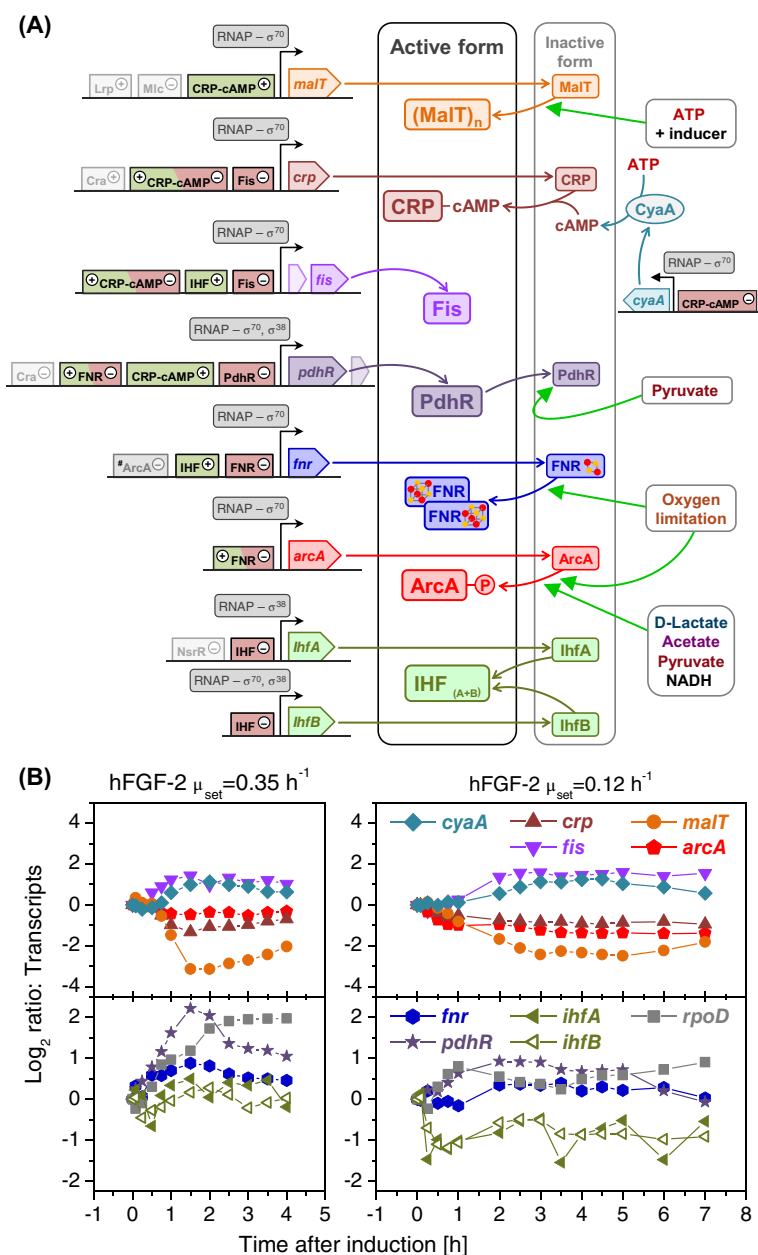 (A)
Active form
Inactive form
RNAP – σ70
Lrp + Mlc − CRP-cAMP + malT
MalT
(MalT)n
ATP
+ inducer
RNAP – σ70
Cra + + CRP-cAMP − Fis − crp
CRP
CRP cAMP
cAMP
ATP
CyaA
RNAP – σ70
cyaA CRP-cAMP −
RNAP – σ70
+ CRP-cAMP − IHF + Fis − fis
Fis
RNAP – σ70, σ38
Cra − + FNR − CRP-cAMP + PdhR − pdhR
PdhR
PdhR
Pyruvate
RNAP – σ70
#ArcA − IHF + FNR − fnr
FNR
FNR
FNR
Oxygen
limitation
RNAP – σ70
+ FNR − arcA
ArcA
ArcA P
D-Lactate
Acetate
Pyruvate
NADH
RNAP – σ38
NsrR − IHF − IhfA
IhfA
IHF (A+B)
RNAP – σ70, σ38
IHF − IhfB
IhfB
(B)
hFGF-2 μset=0.35 h-1
hFGF-2 μset=0.12 h-1
cyaA crp malT
fis arcA
4
2
0
-2
-4
fnr ihfA rpoD
pdhR ihfB
2
1
0
-1
-2
Log2 ratio: Transcripts
-1 0 1 2 3 4 5
-1 0 1 2 3 4 5 6 7 8
Time after induction [h]